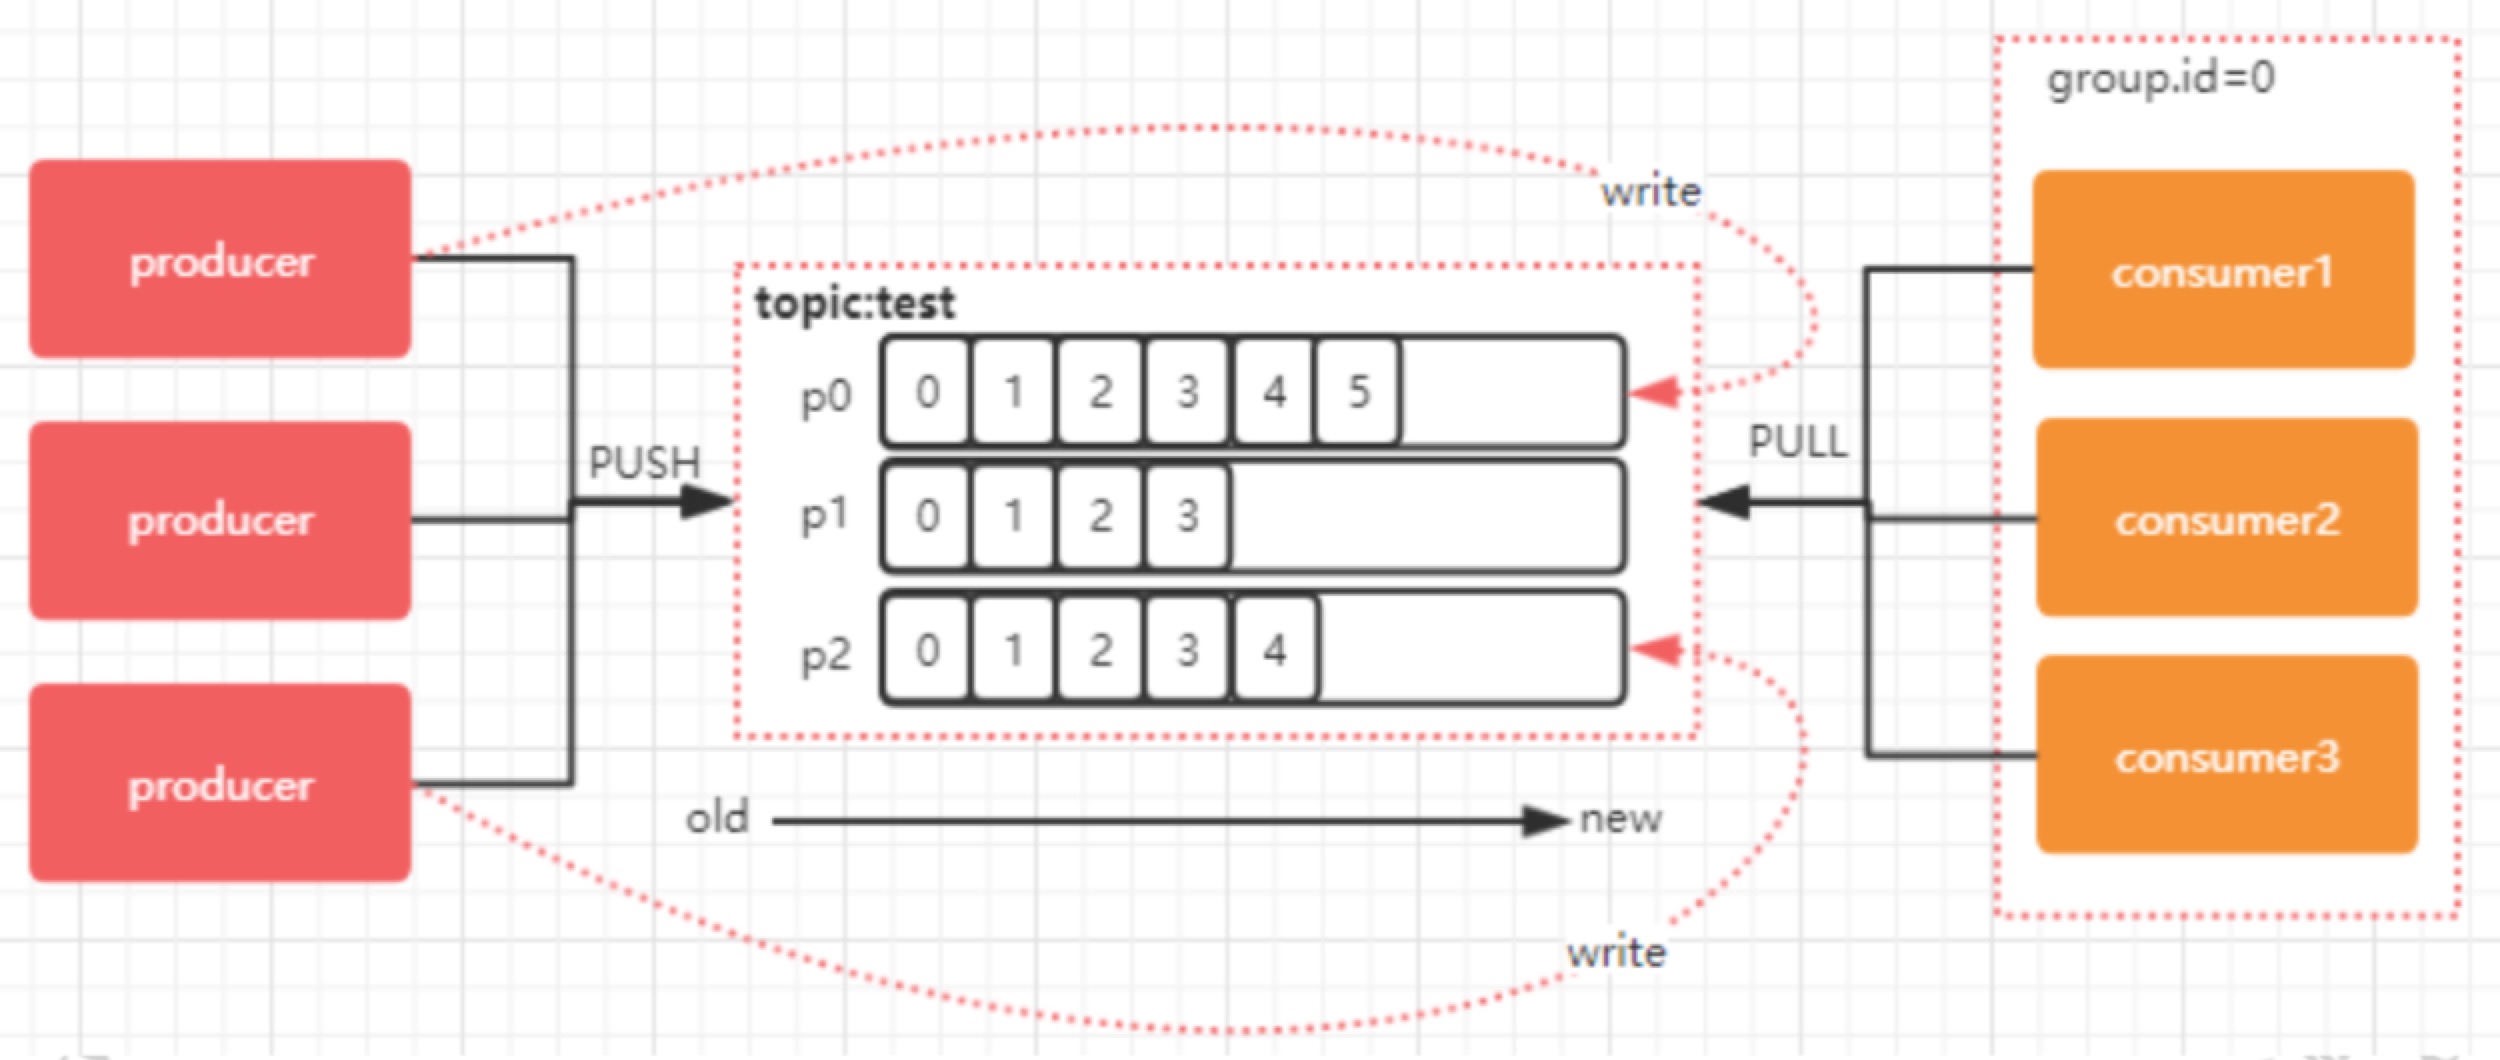 group.id=0
write
producer
consumer1
topic:test
p0 0 1 2 3 4 5
PUSH
PULL
p1 0 1 2 3
producer
consumer2
p2 0 1 2 3 4
producer
consumer3
old
new
write